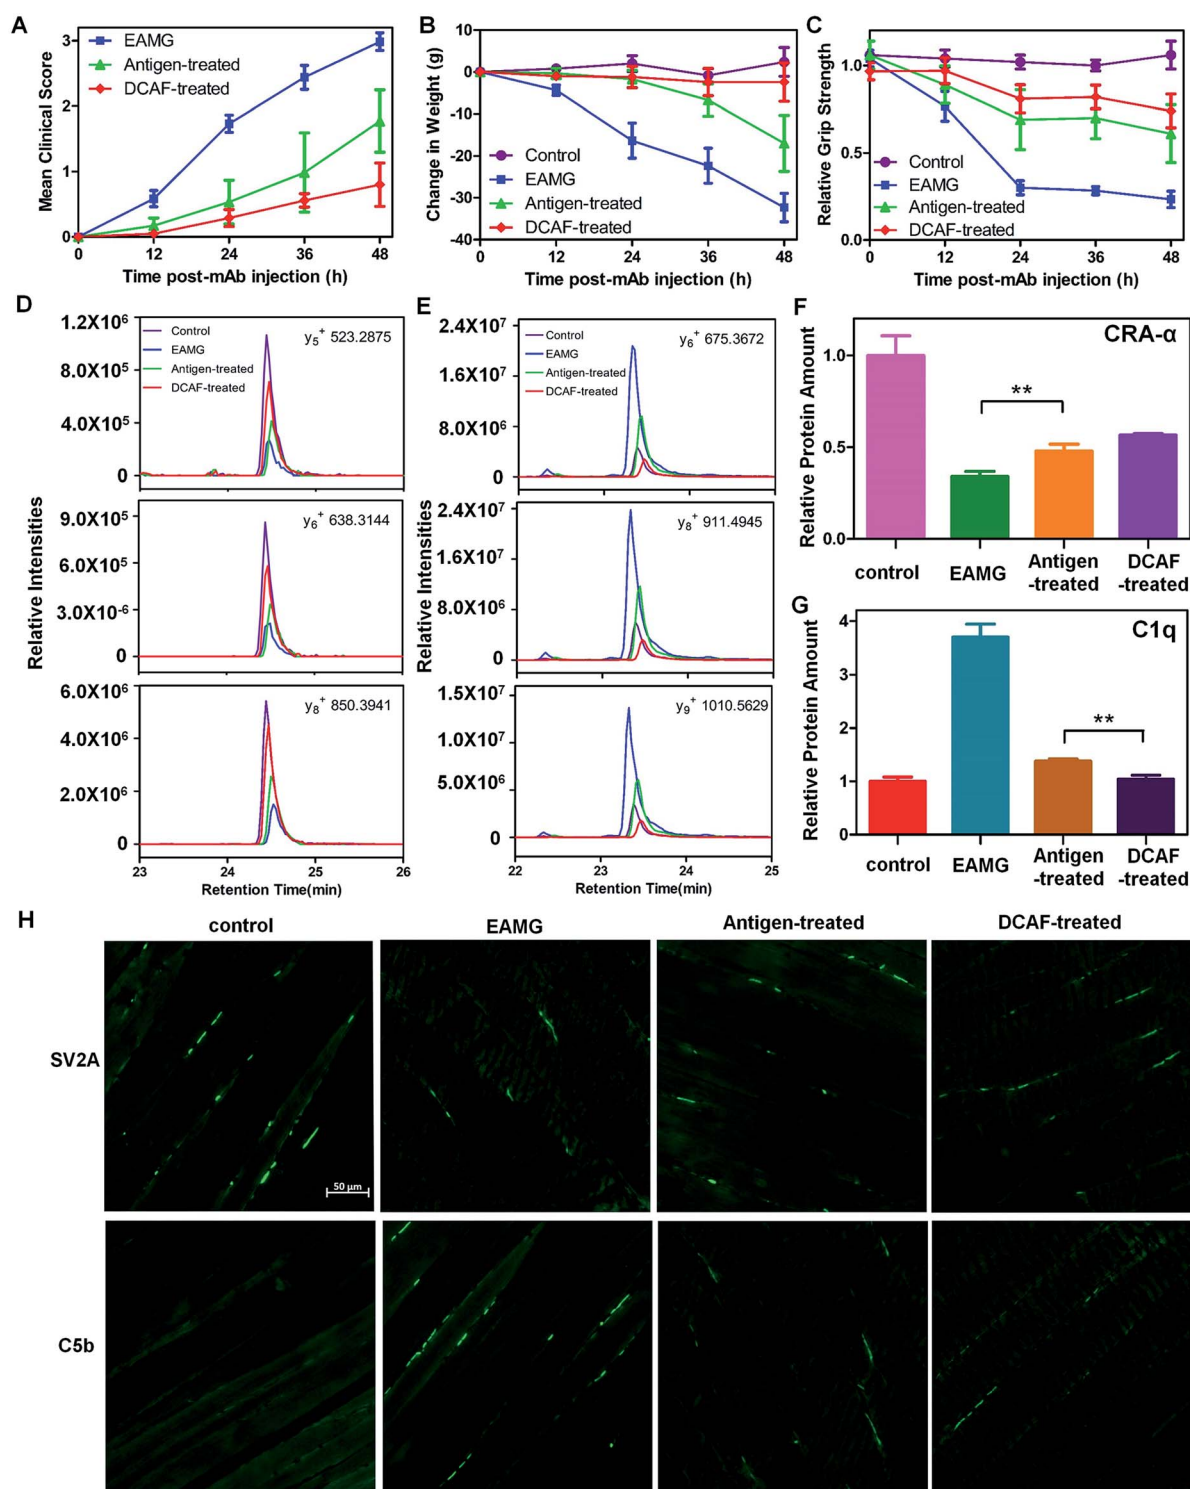 A
Mean Clinical Score
3
2
1
0
EAMG
Antigen-treated
DCAF-treated
0 12 24 36 48
Time post-mAb injection (h)
B
Change in Weight (g)
10
0
-10
-20
-30
-40
Control
EAMG
Antigen-treated
DCAF-treated
0 12 24 36 48
Time post-mAb injection (h)
C
Relative Grip Strength
1.0
0.5
0.0
Control
EAMG
Antigen-treated
DCAF-treated
0 12 24 36 48
Time post-mAb injection (h)
D
Relative Intensities
1.2X10⁶
8.0X10⁵
4.0X10⁵
0
Control
EAMG
Antigen-treated
DCAF-treated
y₅⁺ 523.2875
9.0X10⁵
6.0X10⁵
3.0X10⁻⁶
0
y₆⁺ 638.3144
6.0X10⁶
4.0X10⁶
2.0X10⁶
0
y₈⁺ 850.3941
23 24 25 26
Retention Time(min)
E
Relative Intensities
2.4X10⁷
1.6X10⁷
8.0X10⁶
0
Control
EAMG
Antigen-treated
DCAF-treated
y₆⁺ 675.3672
2.4X10⁷
1.6X10⁷
8.0X10⁶
0
y₈⁺ 911.4945
1.5X10⁷
1.0X10⁷
5.0X10⁶
0
y₉⁺ 1010.5629
22 23 24 25
Retention Time(min)
F
Relative Protein Amount
1.0
0.5
0.0
CRA-α
**
control EAMG Antigen DCAF
-treated -treated
G
Relative Protein Amount
4
3
2
1
0
C1q
**
control EAMG Antigen DCAF
-treated -treated
H
control EAMG Antigen-treated DCAF-treated
SV2A
50 µm
C5b